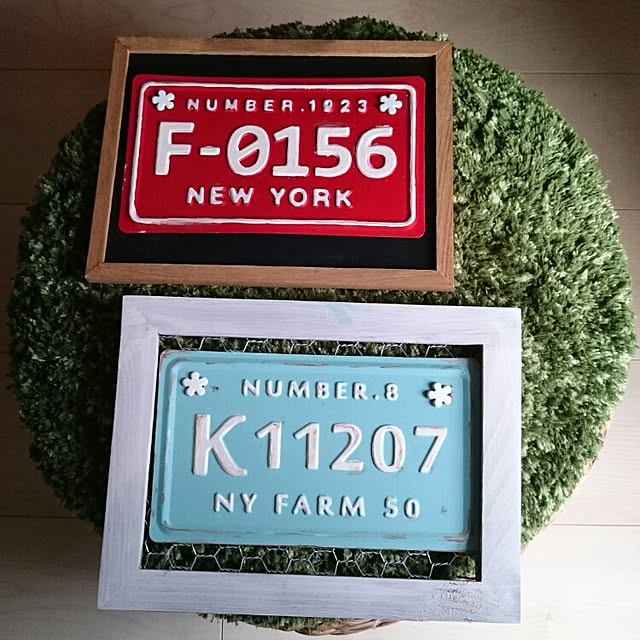 NUMBER.1923
F-0156
NEW YORK
NUMBER.8
K11207
NY FARM 50